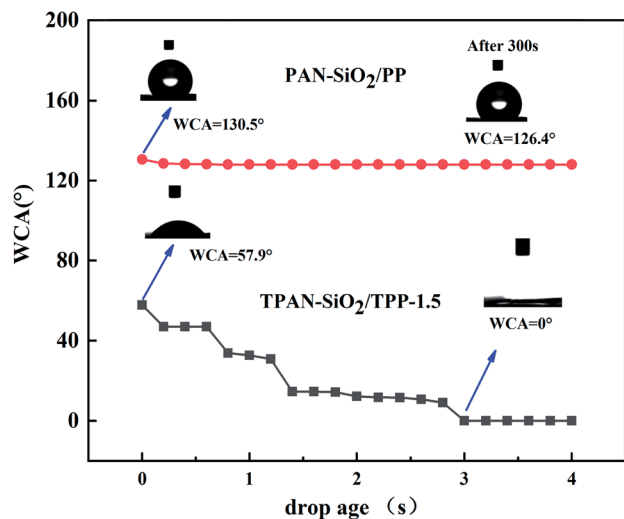 200
160
120
80
40
0
WCA(°)
After 300s
PAN-SiO₂/PP
WCA=130.5°
WCA=126.4°
WCA=57.9°
TPAN-SiO₂/TPP-1.5
WCA=0°
0 1 2 3 4
drop age （s）